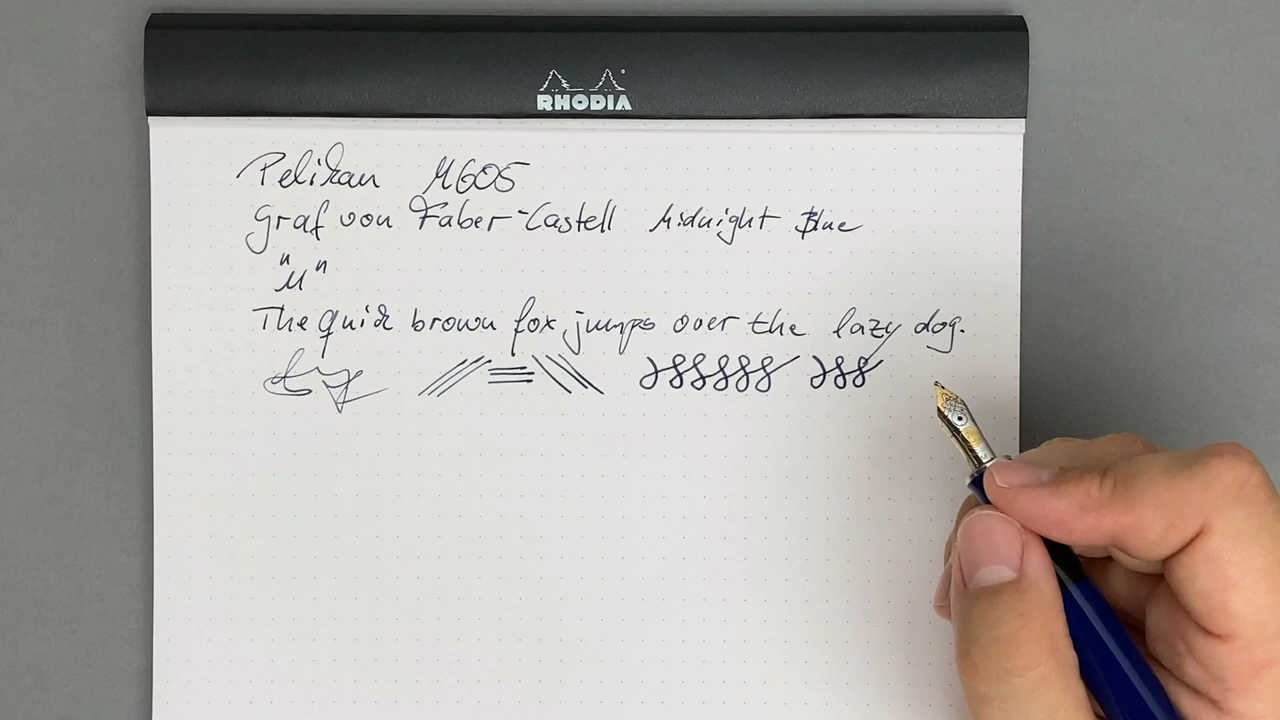 RHODIA
Pelikan M605
Graf von Faber-Castell Midnight Blue
"M"
The quick brown fox jumps over the lazy dog.